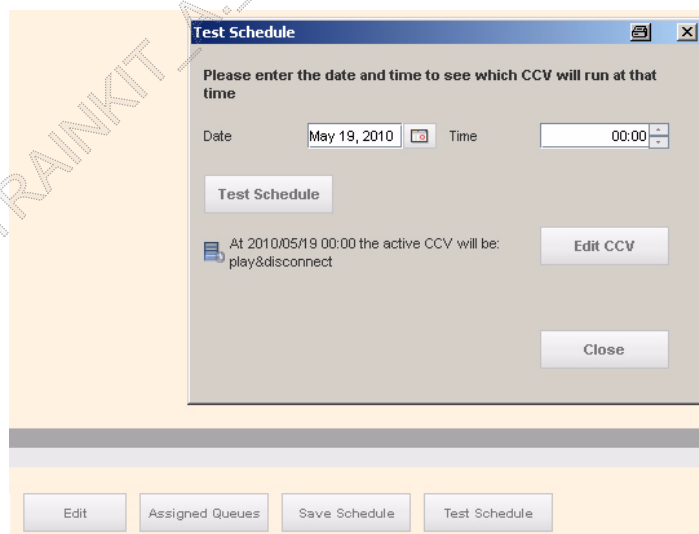 Test Schedule
Please enter the date and time to see which CCV will run at that
time
Date May 19, 2010 Time 00:00
Test Schedule
At 2010/05/19 00:00 the active CCV will be:
play&disconnect
Edit CCV
Close
Edit Assigned Queues Save Schedule Test Schedule